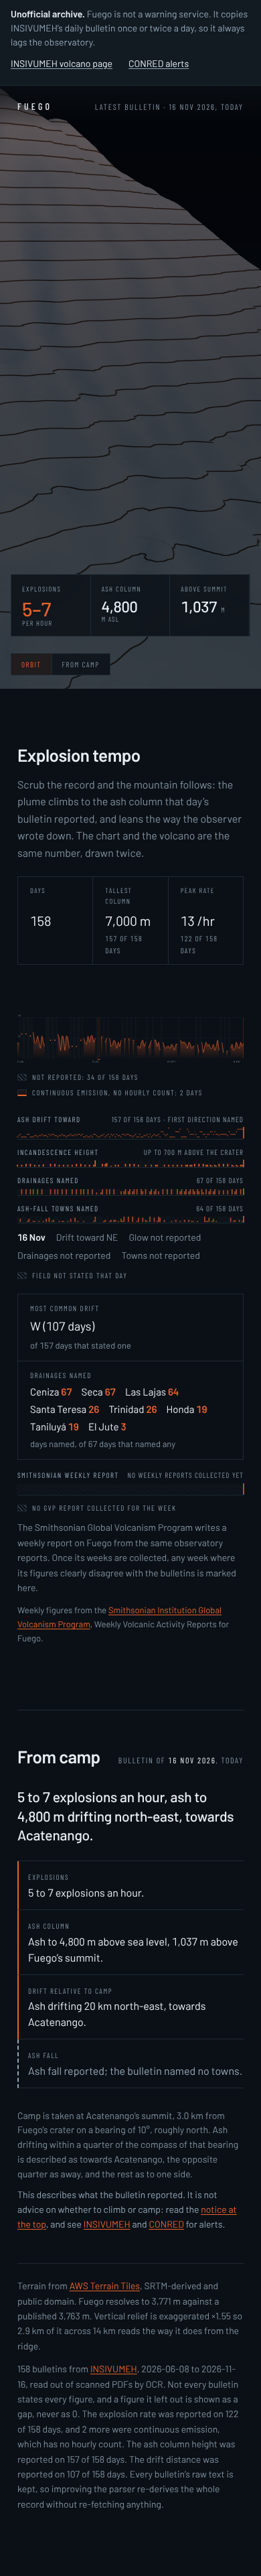 Unofficial archive. Fuego is not a warning service. It copies
INSIVUMEH's daily bulletin once or twice a day, so it always
lags the observatory.
INSIVUMEH volcano page CONRED alerts
FUEGO LATEST BULLETIN · 16 NOV 2026, TODAY
EXPLOSIONS ASH COLUMN ABOVE SUMMIT
5–7 4,800 1,037 M
PER HOUR M ASL
ORBIT FROM CAMP
Explosion tempo
Scrub the record and the mountain follows: the
plume climbs to the ash column that day's
bulletin reported, and leans the way the observer
wrote down. The chart and the volcano are the
same number, drawn twice.
DAYS TALLEST COLUMN PEAK RATE
158 7,000 m 13 /hr
157 OF 158 DAYS 122 OF 158 DAYS
NOT REPORTED: 34 OF 158 DAYS
CONTINUOUS EMISSION, NO HOURLY COUNT: 2 DAYS
ASH DRIFT TOWARD 157 OF 158 DAYS · FIRST DIRECTION NAMED
INCANDESCENCE HEIGHT UP TO 700 M ABOVE THE CRATER
DRAINAGES NAMED 67 OF 158 DAYS
ASH-FALL TOWNS NAMED 64 OF 158 DAYS
16 Nov Drift toward NE Glow not reported
Drainages not reported Towns not reported
FIELD NOT STATED THAT DAY
MOST COMMON DRIFT
W (107 days)
of 157 days that stated one
DRAINAGES NAMED
Ceniza 67 Seca 67 Las Lajas 64
Santa Teresa 26 Trinidad 26 Honda 19
Taniluyá 19 El Jute 3
days named, of 67 days that named any
SMITHSONIAN WEEKLY REPORT NO WEEKLY REPORTS COLLECTED YET
NO GVP REPORT COLLECTED FOR THE WEEK
The Smithsonian Global Volcanism Program writes a
weekly report on Fuego from the same observatory
reports. Once its weeks are collected, any week where
its figures clearly disagree with the bulletins is marked
here.
Weekly figures from the Smithsonian Institution Global
Volcanism Program, Weekly Volcanic Activity Reports for
Fuego.
From camp BULLETIN OF 16 NOV 2026, TODAY
5 to 7 explosions an hour, ash to
4,800 m drifting north-east, towards
Acatenango.
EXPLOSIONS
5 to 7 explosions an hour.
ASH COLUMN
Ash to 4,800 m above sea level, 1,037 m above
Fuego's summit.
DRIFT RELATIVE TO CAMP
Ash drifting 20 km north-east, towards
Acatenango.
ASH FALL
Ash fall reported; the bulletin named no towns.
Camp is taken at Acatenango's summit, 3.0 km from
Fuego's crater on a bearing of 10°, roughly north. Ash
drifting within a quarter of the compass of that bearing
is described as towards Acatenango, the opposite
quarter as away, and the rest as to one side.
This describes what the bulletin reported. It is not
advice on whether to climb or camp: read the notice at
the top, and see INSIVUMEH and CONRED for alerts.
Terrain from AWS Terrain Tiles, SRTM-derived and
public domain. Fuego resolves to 3,771 m against a
published 3,763 m. Vertical relief is exaggerated ×1.55 so
2.9 km of it across 14 km reads the way it does from the
ridge.
158 bulletins from INSIVUMEH, 2026-06-08 to 2026-11-
16, read out of scanned PDFs by OCR. Not every bulletin
states every figure, and a figure it left out is shown as a
gap, never as 0. The explosion rate was reported on 122
of 158 days, and 2 more were continuous emission,
which has no hourly count. The ash column height was
reported on 157 of 158 days. The drift distance was
reported on 107 of 158 days. Every bulletin's raw text is
kept, so improving the parser re-derives the whole
record without re-fetching anything.